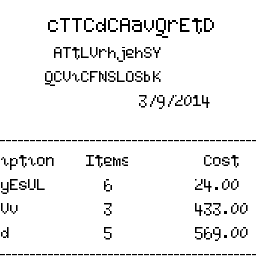 cTTCdCAavQrEtD
ATtLVrhjehSY
QCViCFNSLOSbK
3/9/2014
iption Items Cost
yEsUL 6 24.00
Vv 3 433.00
d 5 569.00